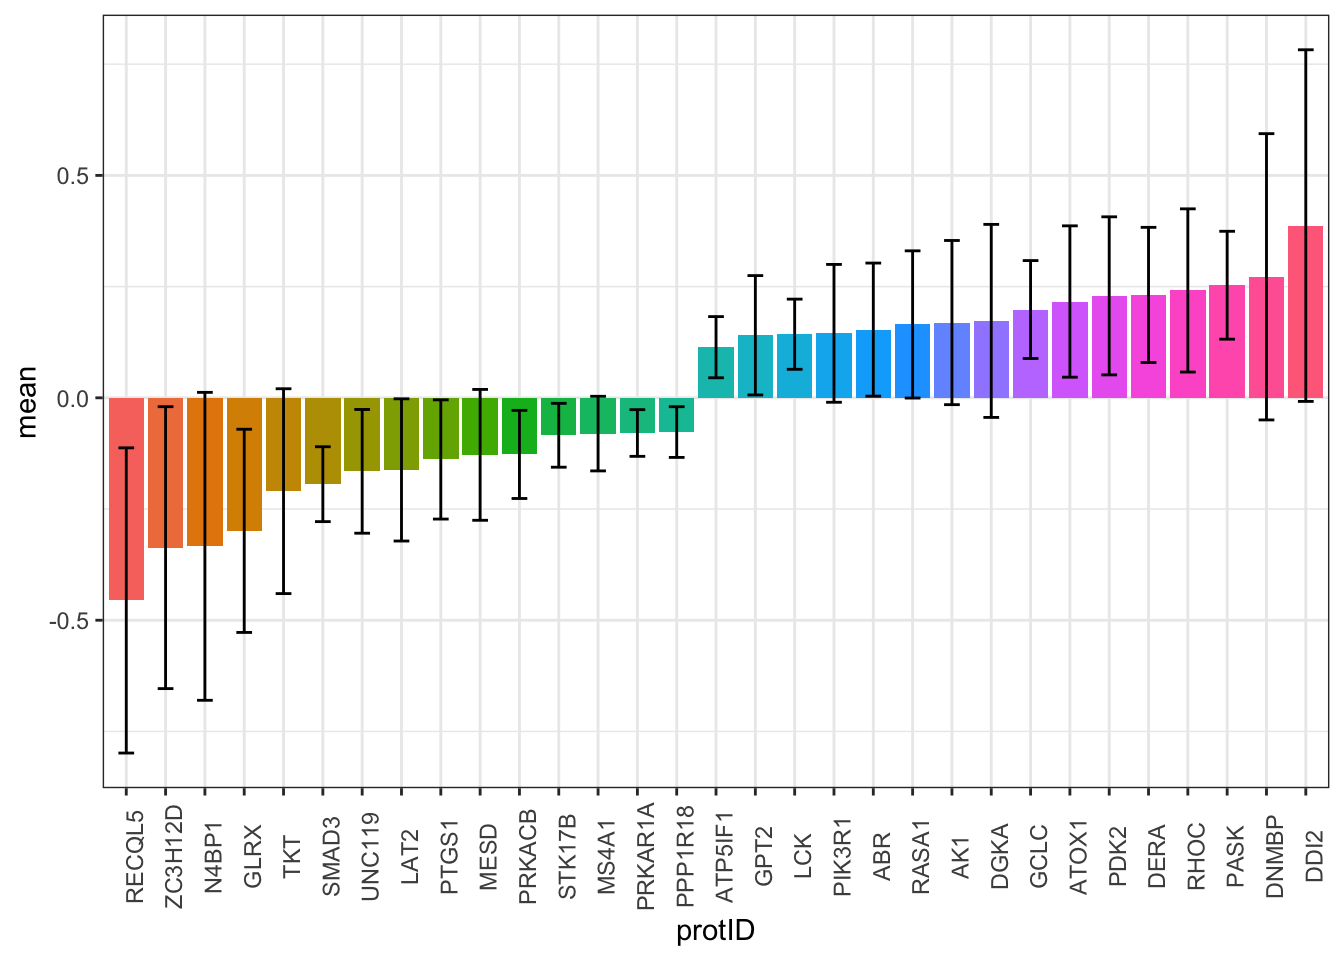 mean
0.5
0.0
-0.5
RECQL5
ZC3H12D
N4BP1
GLRX
TKT
SMAD3
UNC119
LAT2
PTGS1
MESD
PRKACB
STK17B
MS4A1
PRKAR1A
PPP1R18
ATP5IF1
GPT2
LCK
PIK3R1
ABR
RASA1
AK1
DGKA
GCLC
ATOX1
PDK2
DERA
RHOC
PASK
DNMBP
DDI2
protID